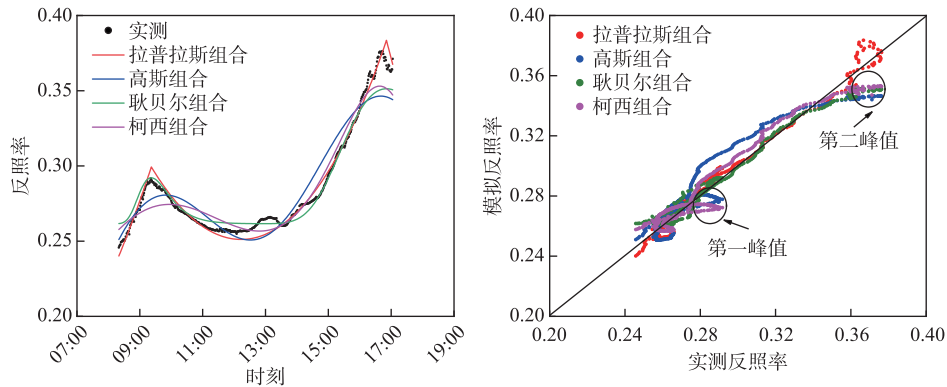 0.40
0.35
0.30
0.25
0.20
反照率
实测
拉普拉斯组合
高斯组合
耿贝尔组合
柯西组合
07:00
09:00
11:00
13:00
15:00
17:00
19:00
时刻
0.40
0.36
0.32
0.28
0.24
0.20
模拟反照率
拉普拉斯组合
高斯组合
耿贝尔组合
柯西组合
第二峰值
第一峰值
0.20
0.24
0.28
0.32
0.36
0.40
实测反照率